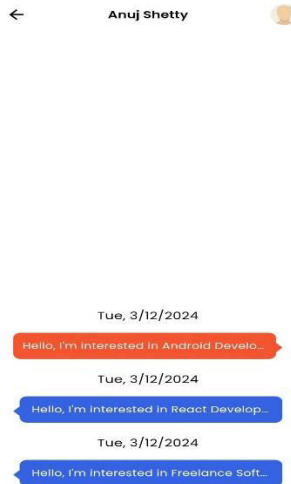 Anuj Shetty
Tue, 3/12/2024
Hello, I'm interested in Android Develo...
Tue, 3/12/2024
Hello, I'm interested in React Develop...
Tue, 3/12/2024
Hello, I'm interested in Freelance Soft...